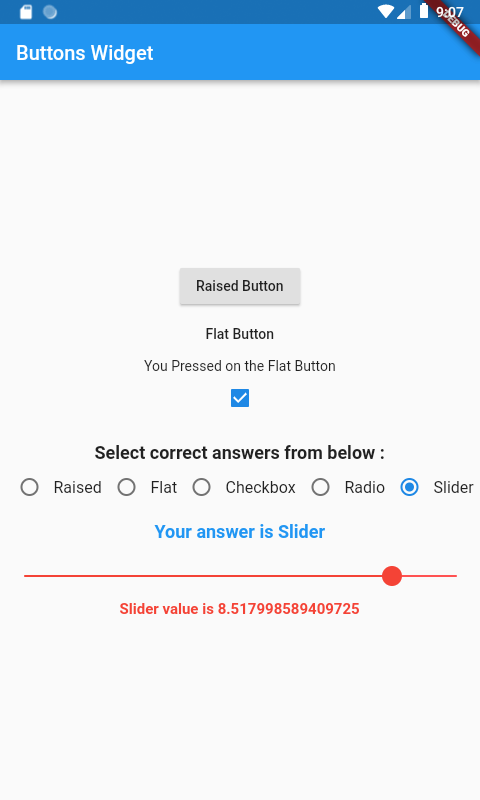 9:07
DEBUG
Buttons Widget
Raised Button
Flat Button
You Pressed on the Flat Button
Select correct answers from below :
Raised Flat Checkbox Radio Slider
Your answer is Slider
Slider value is 8.517998589409725